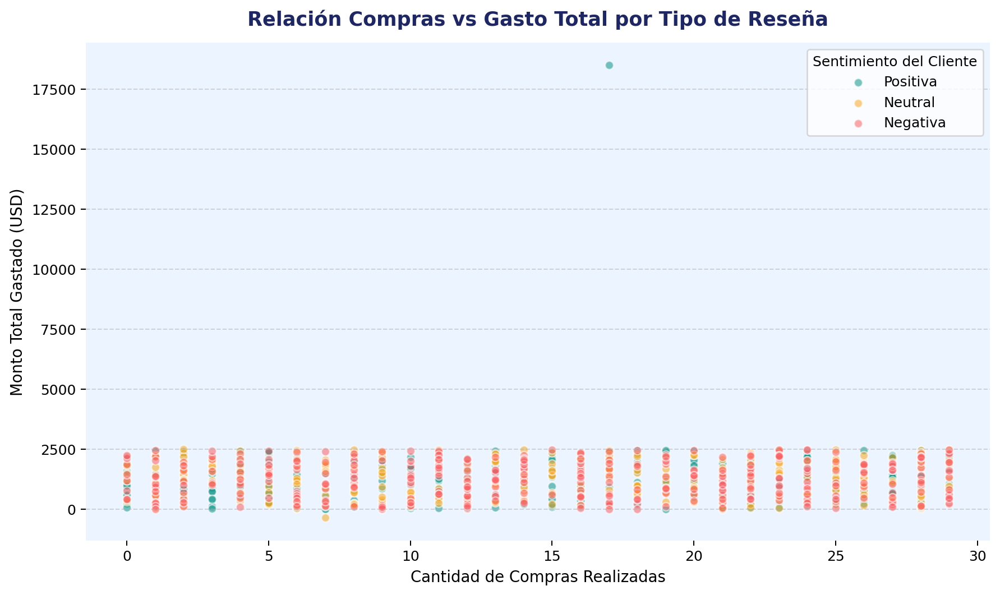 Relación Compras vs Gasto Total por Tipo de Reseña
Sentimiento del Cliente
Positiva
Neutral
Negativa
Monto Total Gastado (USD)
17500
15000
12500
10000
7500
5000
2500
0
0 5 10 15 20 25 30
Cantidad de Compras Realizadas